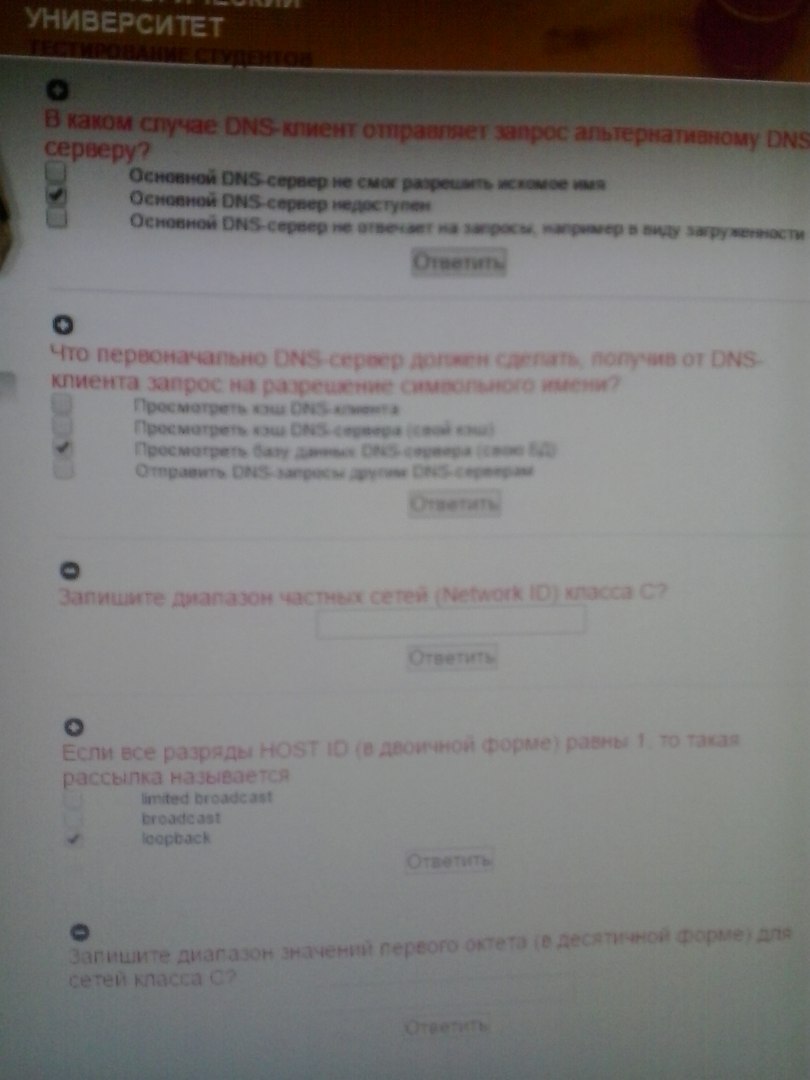 УНИВЕРСИТЕТ
ТЕСТИРОВАНИЕ СТУДЕНТОВ
В каком случае DNS-клиент отправляет запрос альтернативному DNS
серверу?
Основной DNS-сервер не смог разрешить искомое имя
Основной DNS-сервер недоступен
Основной DNS-сервер не отвечает на запросы, например в виду загруженности
Ответить
Что первоначально DNS-сервер должен сделать, получив от DNS-
клиента запрос на разрешение символьного имени?
Просмотреть кэш DNS-клиента
Просмотреть кэш DNS-сервера (свой кэш)
Просмотреть базу данных DNS-сервера (свою БД)
Отправить DNS-запросы другим DNS-серверам
Ответить
Запишите диапазон частных сетей (Network ID) класса С?
Ответить
Если все разряды HOST ID (в двоичной форме) равны 1, то такая
рассылка называется
limited broadcast
broadcast
loopback
Ответить
Запишите диапазон значений первого октета (в десятичной форме) для
сетей класса С?
Ответить